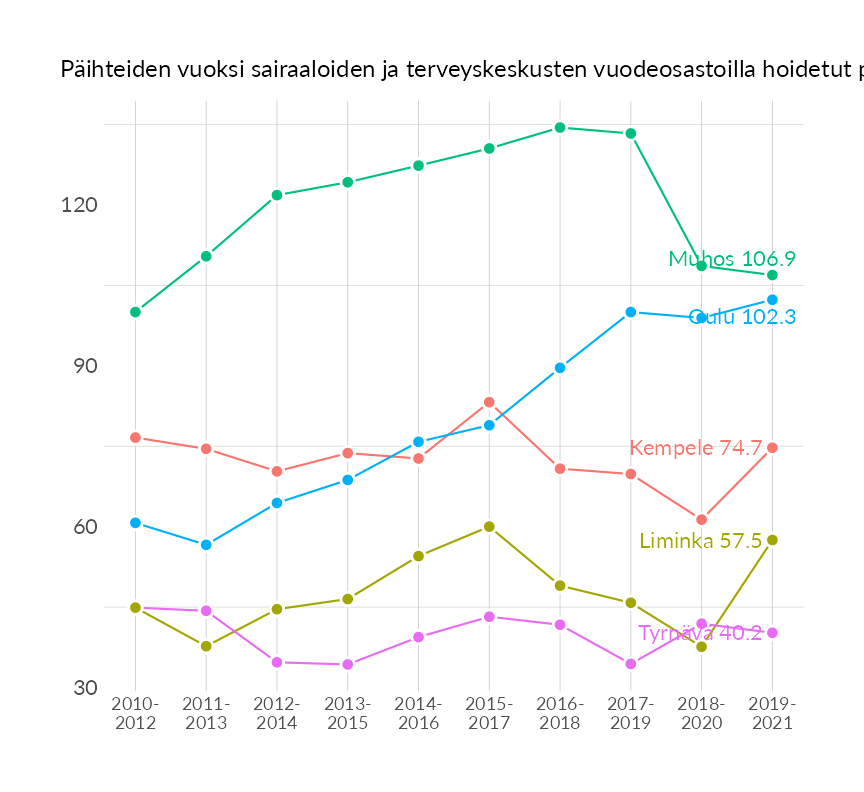 Päihteiden vuoksi sairaaloiden ja terveyskeskusten vuodeosastoilla hoidetut
120
90
60
30
Muhos 106.9
Oulu 102.3
Kempele 74.7
Liminka 57.5
Tyrnävä 40.2
2010- 2011- 2012- 2013- 2014- 2015- 2016- 2017- 2018- 2019-
2012 2013 2014 2015 2016 2017 2018 2019 2020 2021